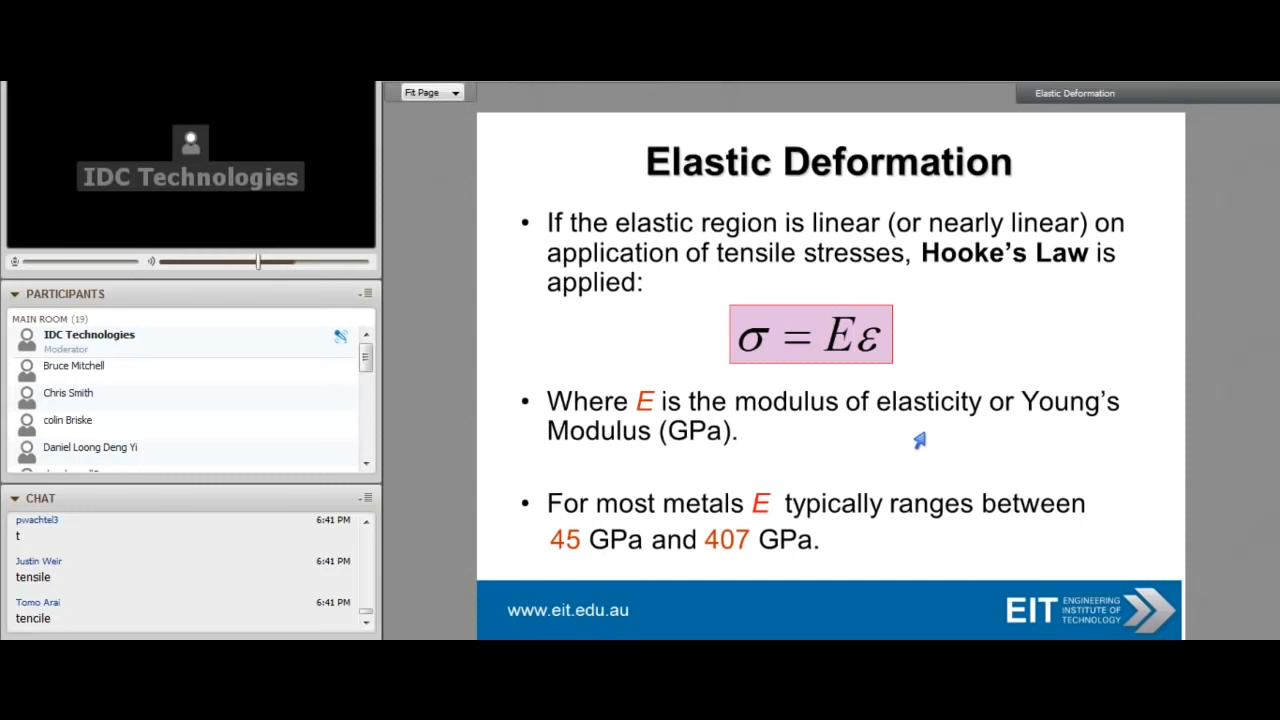 IDC Technologies
PARTICIPANTS
MAIN ROOM (19)
IDC Technologies
Moderator
Bruce Mitchell
Chris Smith
colin Briske
Daniel Loong Deng Yi
CHAT
pwachtel3 6:41 PM
t
Justin Weir 6:41 PM
tensile
Tomo Arai 6:41 PM
tencile
Fit Page
Elastic Deformation
Elastic Deformation
• If the elastic region is linear (or nearly linear) on
application of tensile stresses, Hooke's Law is
applied:
σ = Eε
• Where E is the modulus of elasticity or Young's
Modulus (GPa).
• For most metals E typically ranges between
45 GPa and 407 GPa.
www.eit.edu.au
EIT ENGINEERING
INSTITUTE OF
TECHNOLOGY